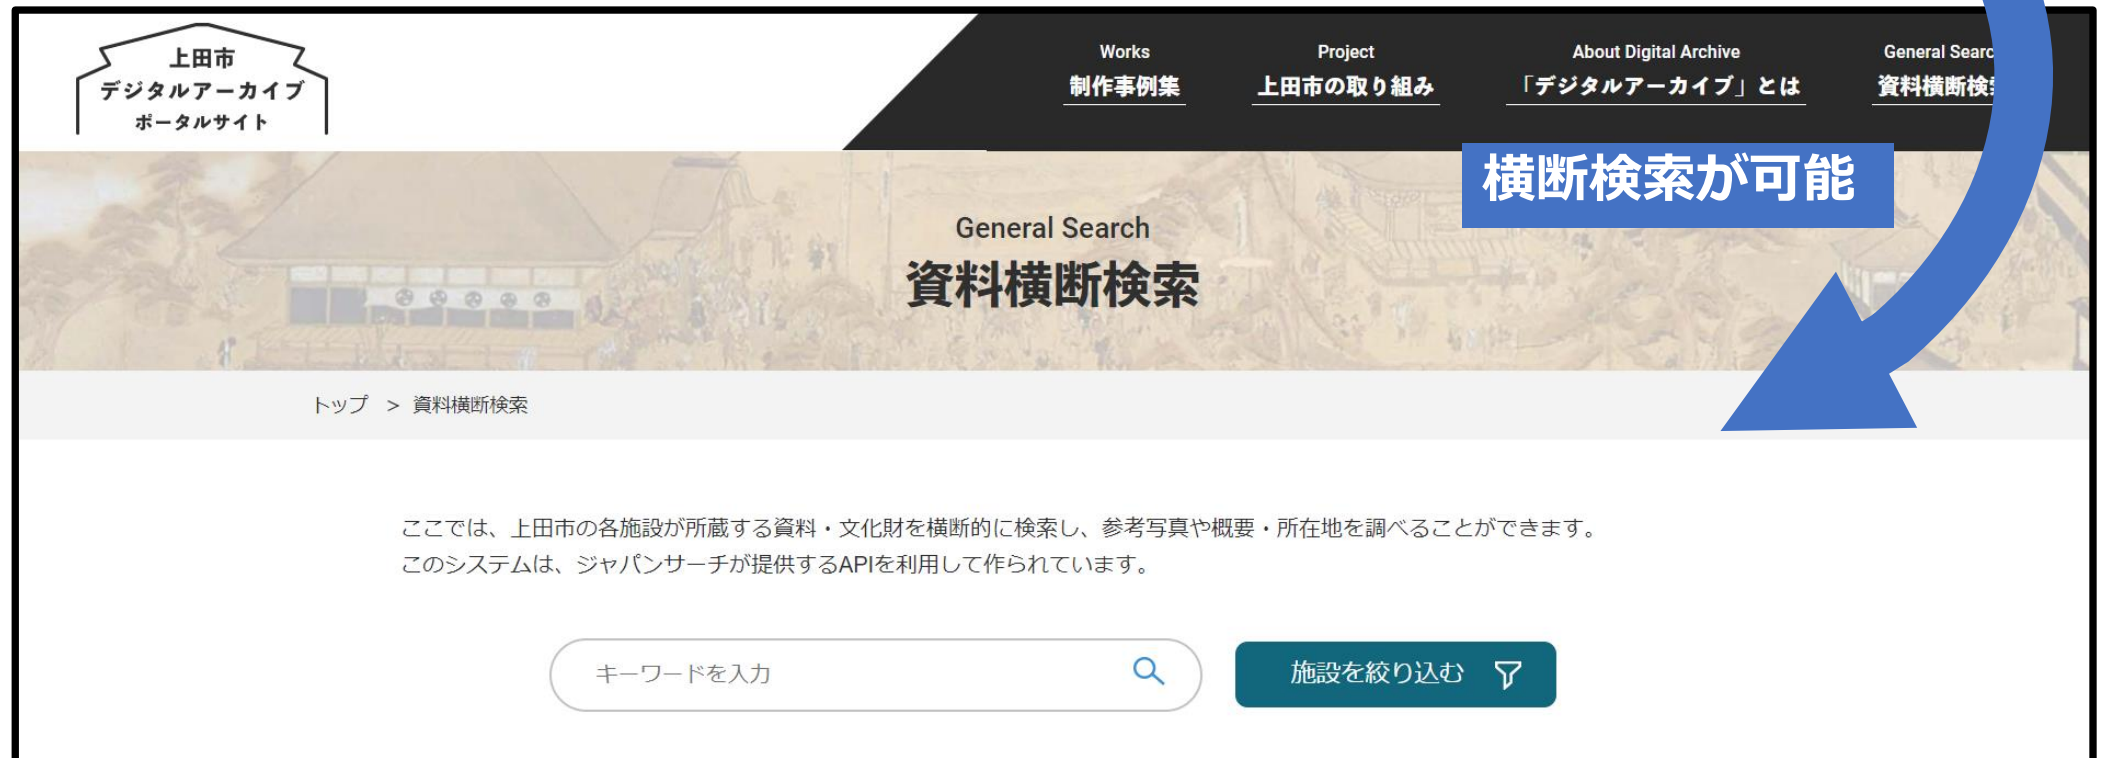 上田市
デジタルアーカイブ
ポータルサイト
Works
制作事例集
Project
上田市の取り組み
About Digital Archive
「デジタルアーカイブ」とは
General Searc
資料横断検
横断検索が可能
General Search
資料横断検索
トップ > 資料横断検索
ここでは、上田市の各施設が所蔵する資料・文化財を横断的に検索し、参考写真や概要・所在地を調べることができます。
このシステムは、ジャパンサーチが提供するAPIを利用して作られています。
キーワードを入力
施設を絞り込む